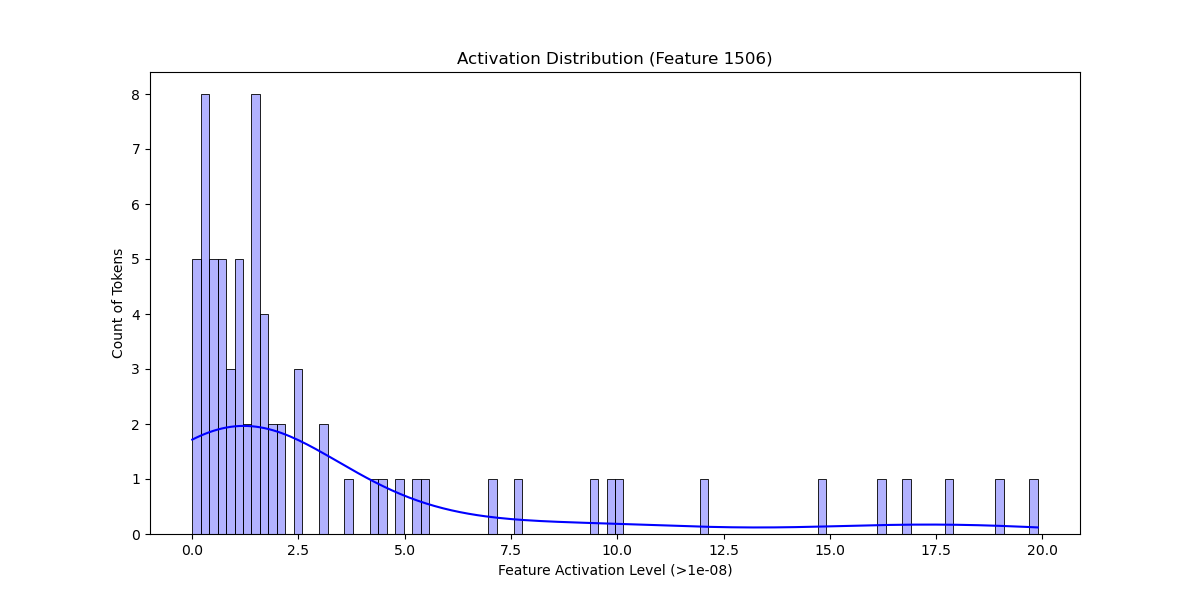 Activation Distribution (Feature 1506)
Count of Tokens
8
7
6
5
4
3
2
1
0
0.0 2.5 5.0 7.5 10.0 12.5 15.0 17.5 20.0
Feature Activation Level (>1e-08)